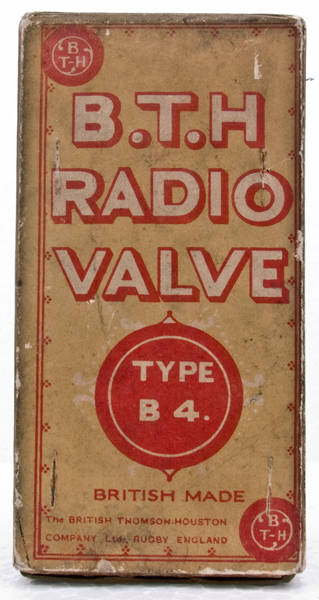 B
T-H
B.T.H
RADIO
VALVE
TYPE
B 4.
BRITISH MADE
The BRITISH THOMSON-HOUSTON
COMPANY Ltd., RUGBY ENGLAND
B
T-H